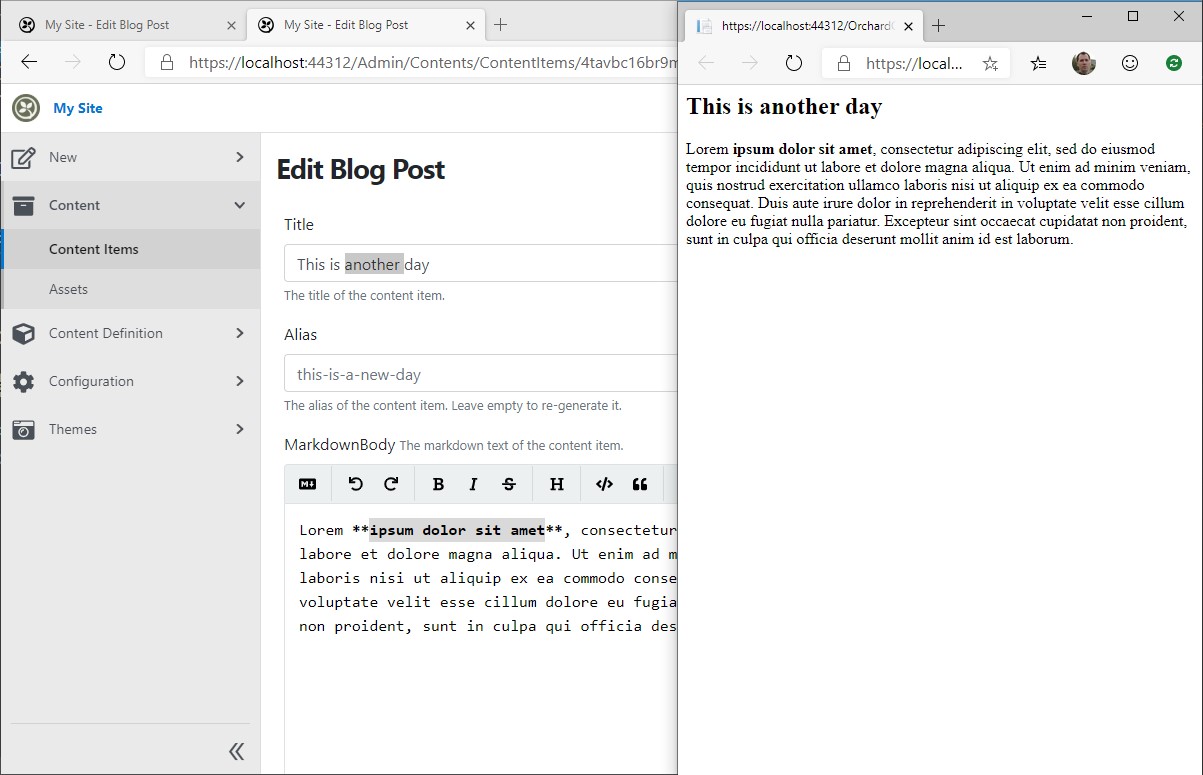 My Site - Edit Blog Post
My Site - Edit Blog Post
https://localhost:44312/Admin/Contents/ContentItems/4tavbc16br9m
My Site
New
Content
Content Items
Assets
Content Definition
Configuration
Themes
Edit Blog Post
Title
This is another day
The title of the content item.
Alias
this-is-a-new-day
The alias of the content item. Leave empty to re-generate it.
MarkdownBody The markdown text of the content item.
B I S H
Lorem **ipsum dolor sit amet**, consectetur
labore et dolore magna aliqua. Ut enim ad m
laboris nisi ut aliquip ex ea commodo conse
voluptate velit esse cillum dolore eu fugia
non proident, sunt in culpa qui officia des
https://localhost:44312/Orchard
https://local...
This is another day
Lorem ipsum dolor sit amet, consectetur adipiscing elit, sed do eiusmod
tempor incididunt ut labore et dolore magna aliqua. Ut enim ad minim veniam,
quis nostrud exercitation ullamco laboris nisi ut aliquip ex ea commodo
consequat. Duis aute irure dolor in reprehenderit in voluptate velit esse cillum
dolore eu fugiat nulla pariatur. Excepteur sint occaecat cupidatat non proident,
sunt in culpa qui officia deserunt mollit anim id est laborum.